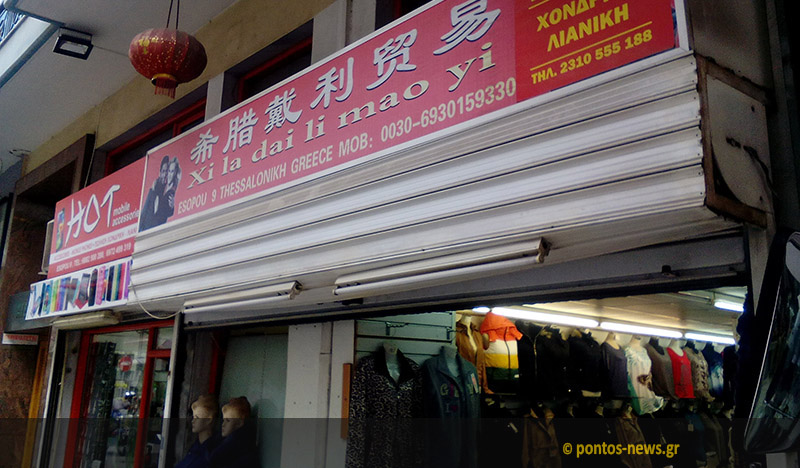 ΧΟΝΔΡ
ΛΙΑΝΙΚΗ
ΤΗΛ. 2310 555 188
希腊戴利贸易
Xi la dai li mao yi
ESOPOU 9 THESSALONIKH GREECE MOB: 0030-6930159330
HOT
mobile
accessories
© pontos-news.gr